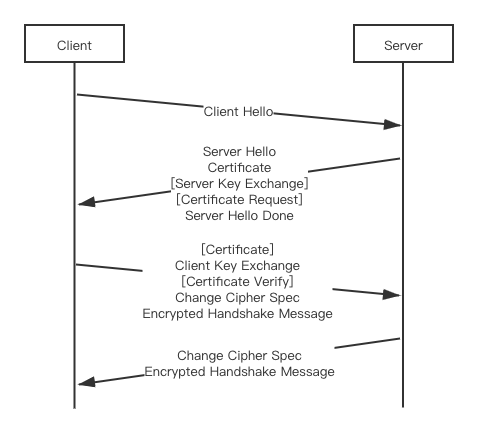 Client
Server
Client Hello
Server Hello
Certificate
[Server Key Exchange]
[Certificate Request]
Server Hello Done
[Certificate]
Client Key Exchange
[Certificate Verify]
Change Cipher Spec
Encrypted Handshake Message
Change Cipher Spec
Encrypted Handshake Message